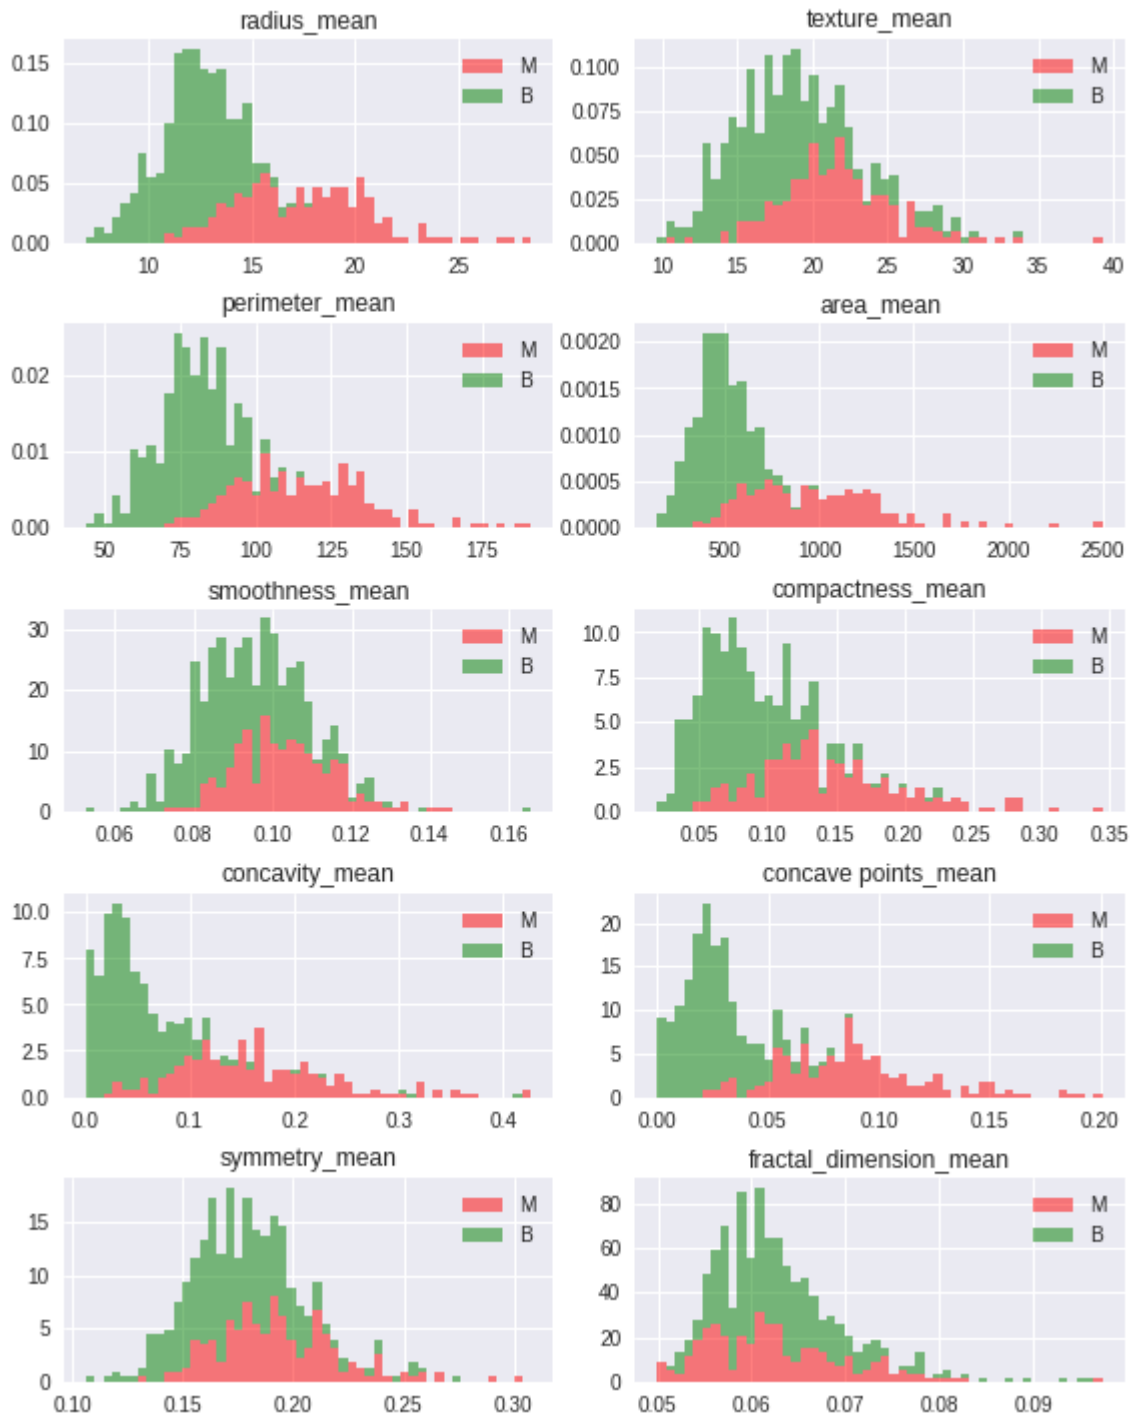 radius_mean
0.15
0.10
0.05
0.00
10 15 20 25
M
B
texture_mean
0.100
0.075
0.050
0.025
0.000
10 15 20 25 30 35 40
M
B
perimeter_mean
0.02
0.01
0.00
50 75 100 125 150 175
M
B
area_mean
0.0020
0.0015
0.0010
0.0005
0.0000
500 1000 1500 2000 2500
M
B
smoothness_mean
30
20
10
0
0.06 0.08 0.10 0.12 0.14 0.16
M
B
compactness_mean
10.0
7.5
5.0
2.5
0.0
0.05 0.10 0.15 0.20 0.25 0.30 0.35
M
B
concavity_mean
10.0
7.5
5.0
2.5
0.0
0.0 0.1 0.2 0.3 0.4
M
B
concave points_mean
20
15
10
5
0
0.00 0.05 0.10 0.15 0.20
M
B
symmetry_mean
15
10
5
0
0.10 0.15 0.20 0.25 0.30
M
B
fractal_dimension_mean
80
60
40
20
0
0.05 0.06 0.07 0.08 0.09
M
B